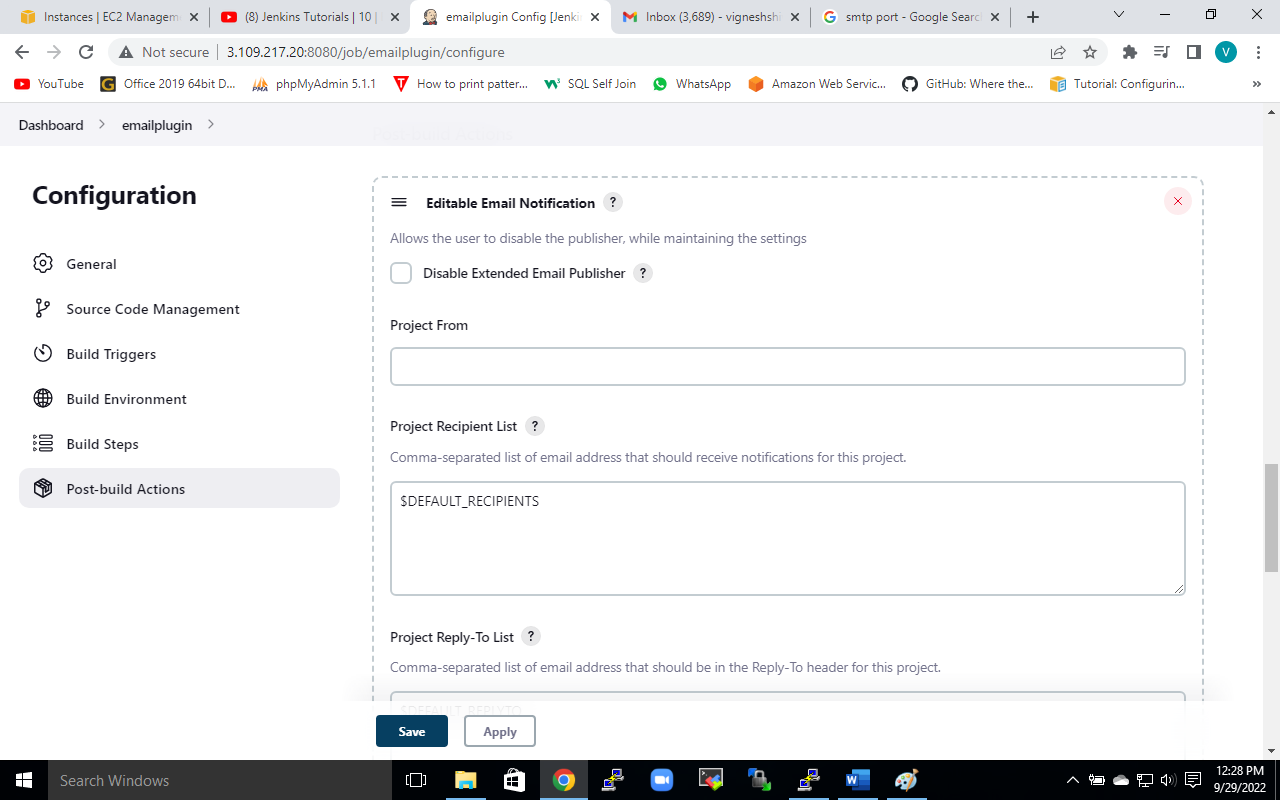 Instances | EC2 Managem
(8) Jenkins Tutorials | 10 |
emailplugin Config [Jenki
Inbox (3,689) - vigneshshi
smtp port - Google Searc
Not secure
3.109.217.20:8080/job/emailplugin/configure
V
YouTube
Office 2019 64bit D...
phpMyAdmin 5.1.1
How to print patter...
SQL Self Join
WhatsApp
Amazon Web Servic...
GitHub: Where the...
Tutorial: Configurin...
»
Dashboard
emailplugin
Configuration
General
Source Code Management
Build Triggers
Build Environment
Build Steps
Post-build Actions
Editable Email Notification ?
Allows the user to disable the publisher, while maintaining the settings
Disable Extended Email Publisher ?
Project From
Project Recipient List ?
Comma-separated list of email address that should receive notifications for this project.
$DEFAULT_RECIPIENTS
Project Reply-To List ?
Comma-separated list of email address that should be in the Reply-To header for this project.
$DEFAULT_REPLYTO
Save
Apply
Search Windows
12:28 PM
9/29/2022